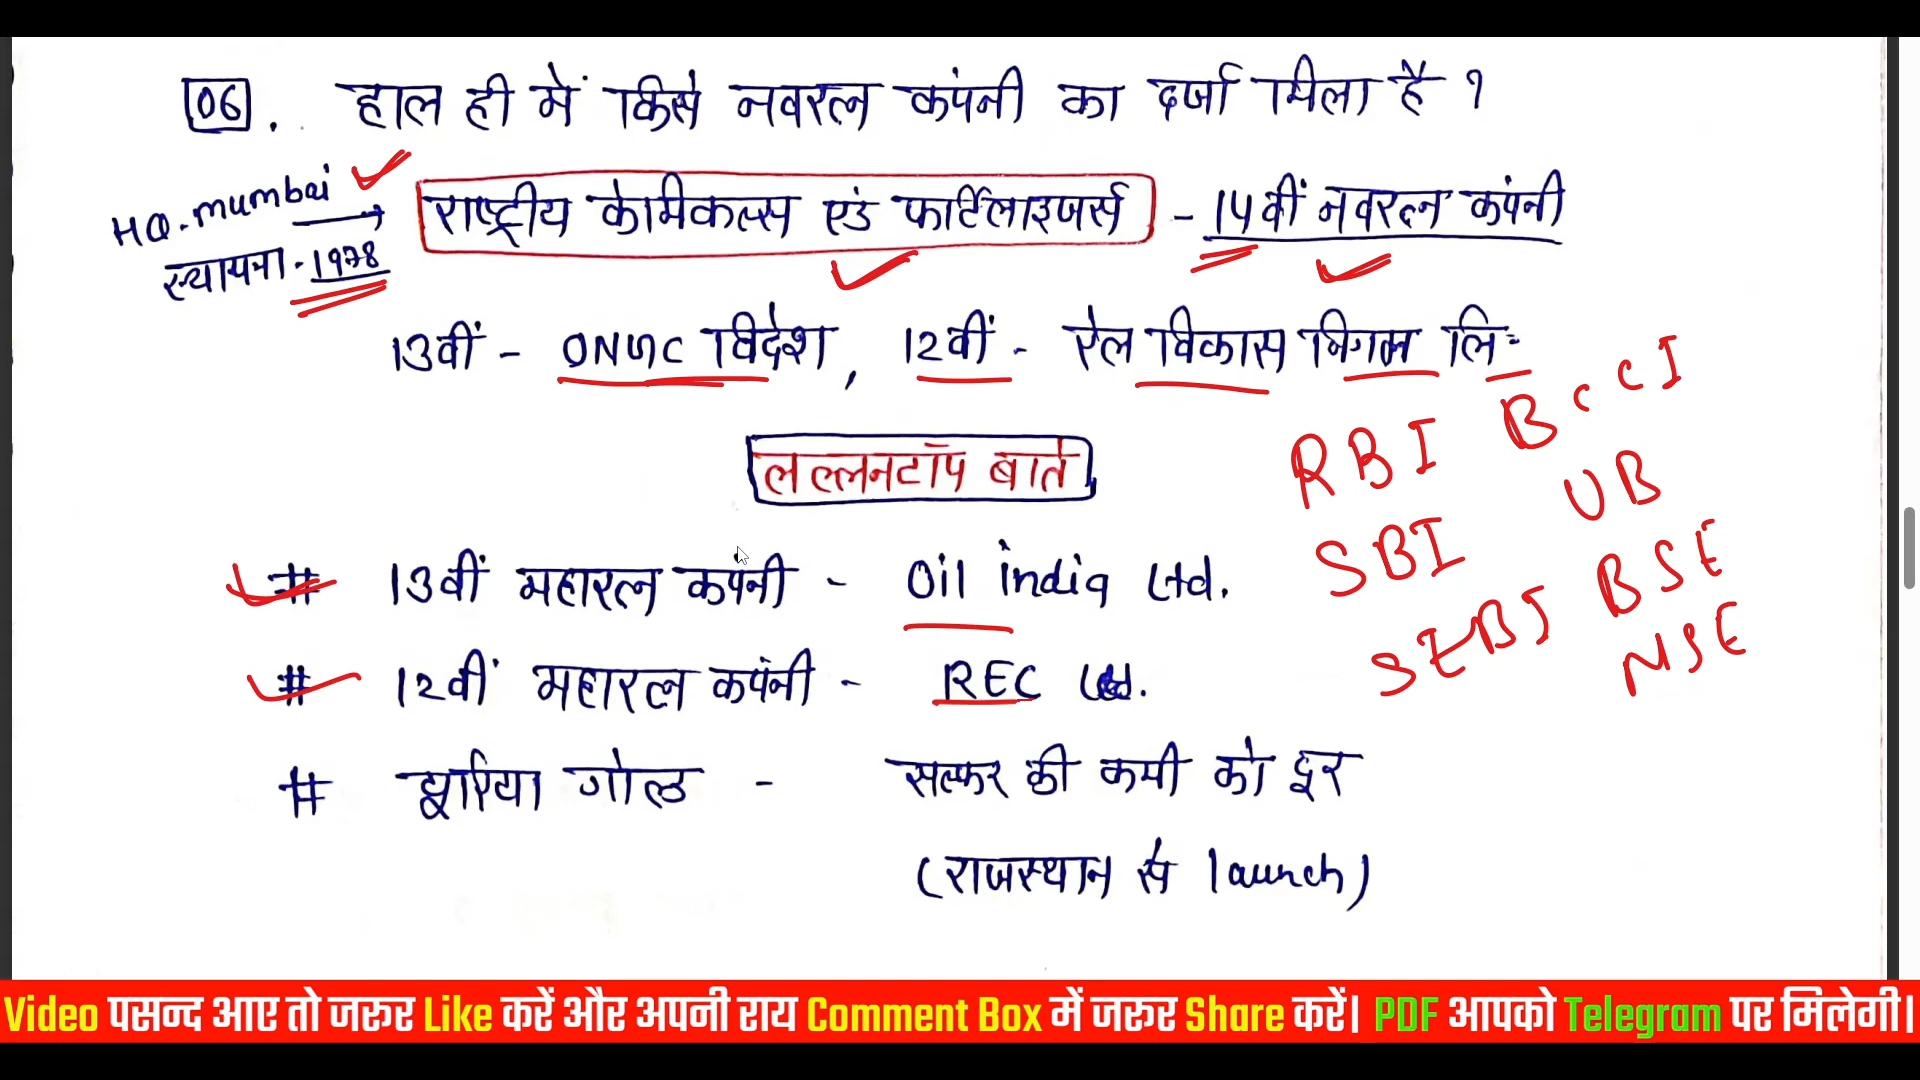 06. हाल ही में किसे नवरत्न कंपनी का दर्जा मिला है ?
HQ. mumbai
स्थापना. 1978
राष्ट्रीय केमिकल्स एंड फर्टिलाइजर्स - 14वीं नवरत्न कंपनी
13वीं - ONGC विदेश, 12वीं - रेल विकास निगम लि=
लल्लनटॉप बातें
# 13वीं महारत्न कंपनी - Oil india Ltd.
# 12वीं महारत्न कंपनी - REC Ltd.
# यूरिया गोल्ड - सल्फर की कमी को दूर
(राजस्थान से launch)
RBI BCCI
SBI UB
SEBI BSE
NSE
Video पसन्द आए तो जरूर Like करें और अपनी राय Comment Box में जरूर Share करें। PDF आपको Telegram पर मिलेगी।